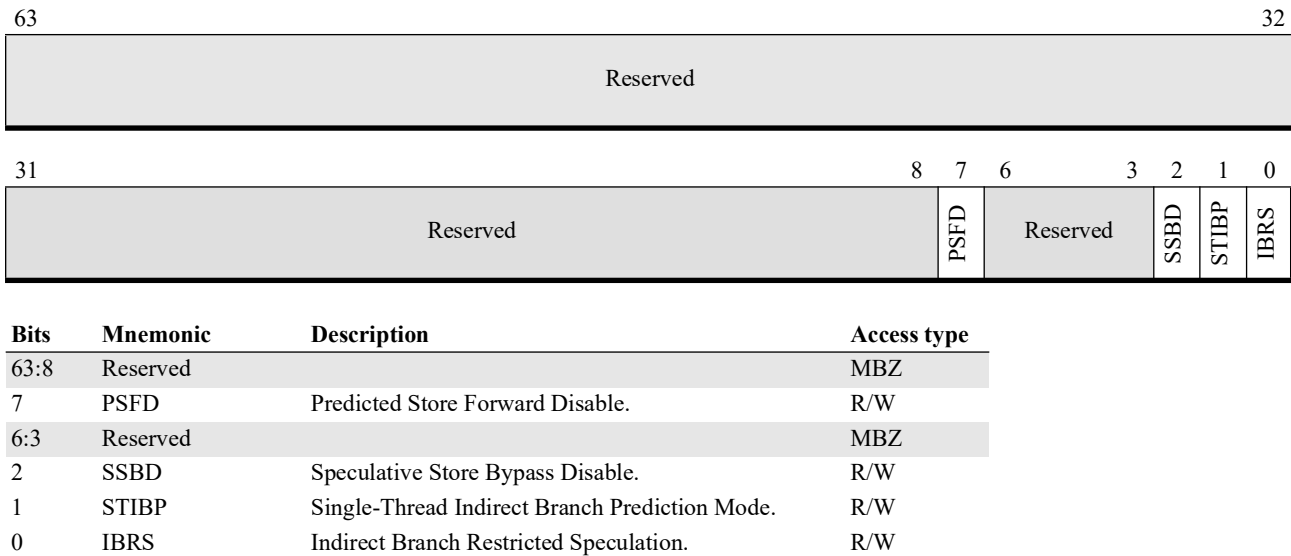 63 32
Reserved
31 8 7 6 3 2 1 0
Reserved PSFD Reserved SSBD STIBP IBRS
Bits Mnemonic Description Access type
63:8 Reserved MBZ
7 PSFD Predicted Store Forward Disable. R/W
6:3 Reserved MBZ
2 SSBD Speculative Store Bypass Disable. R/W
1 STIBP Single-Thread Indirect Branch Prediction Mode. R/W
0 IBRS Indirect Branch Restricted Speculation. R/W